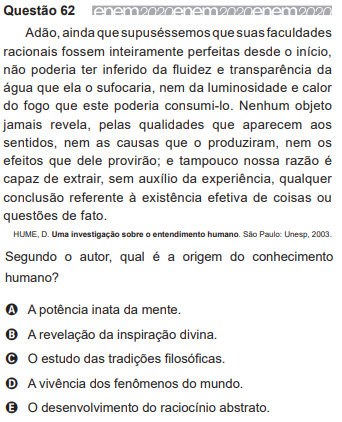 Questão 62 enem2020enem2020enem2020
Adão, ainda que supuséssemos que suas faculdades
racionais fossem inteiramente perfeitas desde o início,
não poderia ter inferido da fluidez e transparência da
água que ela o sufocaria, nem da luminosidade e calor
do fogo que este poderia consumi-lo. Nenhum objeto
jamais revela, pelas qualidades que aparecem aos
sentidos, nem as causas que o produziram, nem os
efeitos que dele provirão; e tampouco nossa razão é
capaz de extrair, sem auxílio da experiência, qualquer
conclusão referente à existência efetiva de coisas ou
questões de fato.
HUME, D. Uma investigação sobre o entendimento humano. São Paulo: Unesp, 2003.
Segundo o autor, qual é a origem do conhecimento
humano?
A A potência inata da mente.
B A revelação da inspiração divina.
C O estudo das tradições filosóficas.
D A vivência dos fenômenos do mundo.
E O desenvolvimento do raciocínio abstrato.